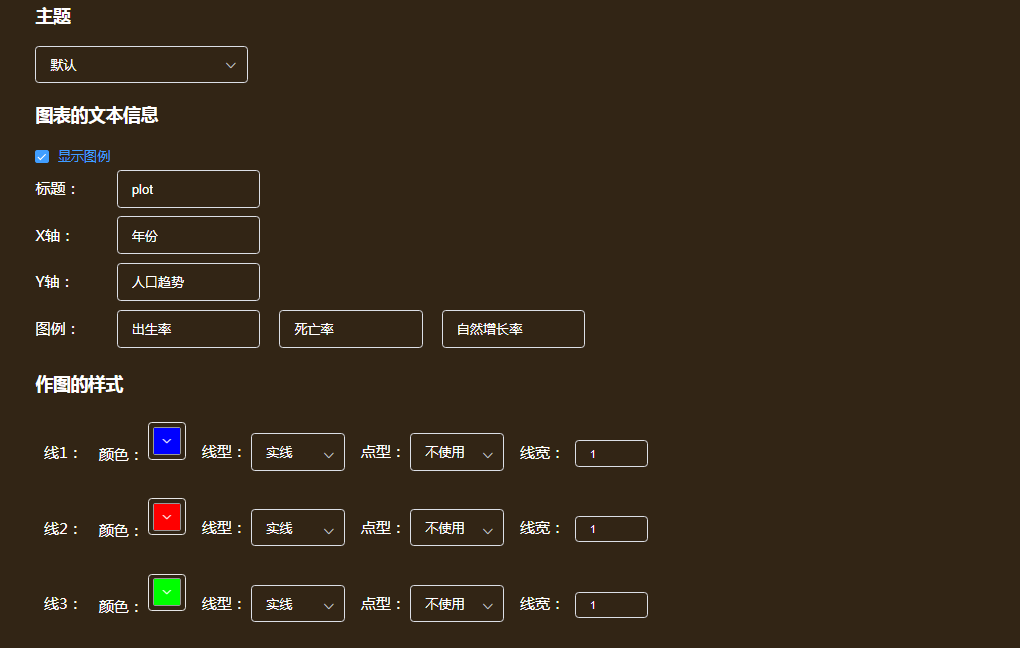 主题
默认
图表的文本信息
显示图例
标题： plot
X轴： 年份
Y轴： 人口趋势
图例： 出生率 死亡率 自然增长率
作图的样式
线1： 颜色： 线型： 实线 点型： 不使用 线宽： 1
线2： 颜色： 线型： 实线 点型： 不使用 线宽： 1
线3： 颜色： 线型： 实线 点型： 不使用 线宽： 1